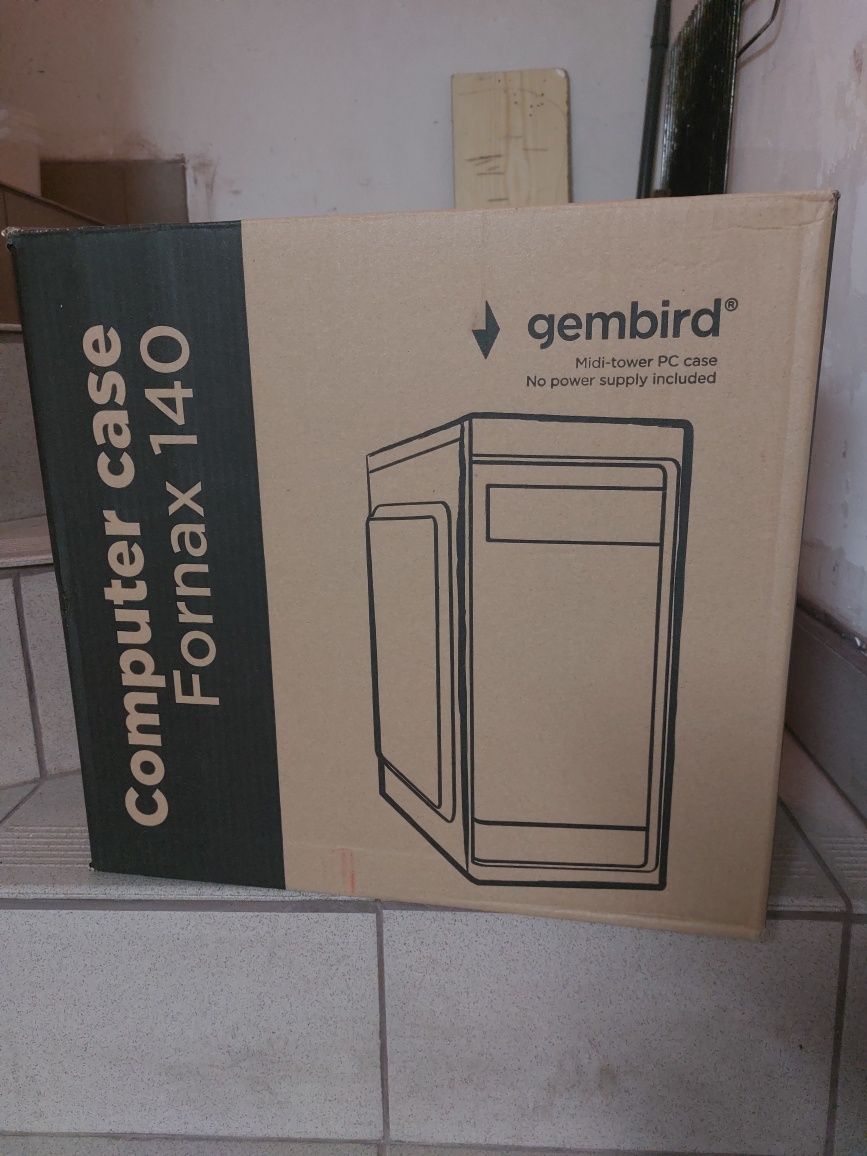 Computer case
Fornax 140
gembird®
Midi-tower PC case
No power supply included